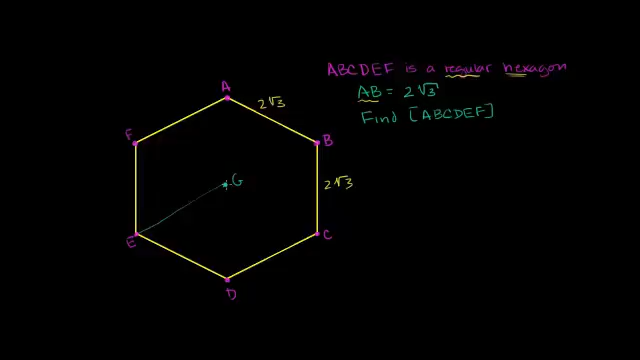 ABCDEF is a regular hexagon
AB = 2√3
Find [ABCDEF]
A
2√3
F
B
G
2√3
E
C
D